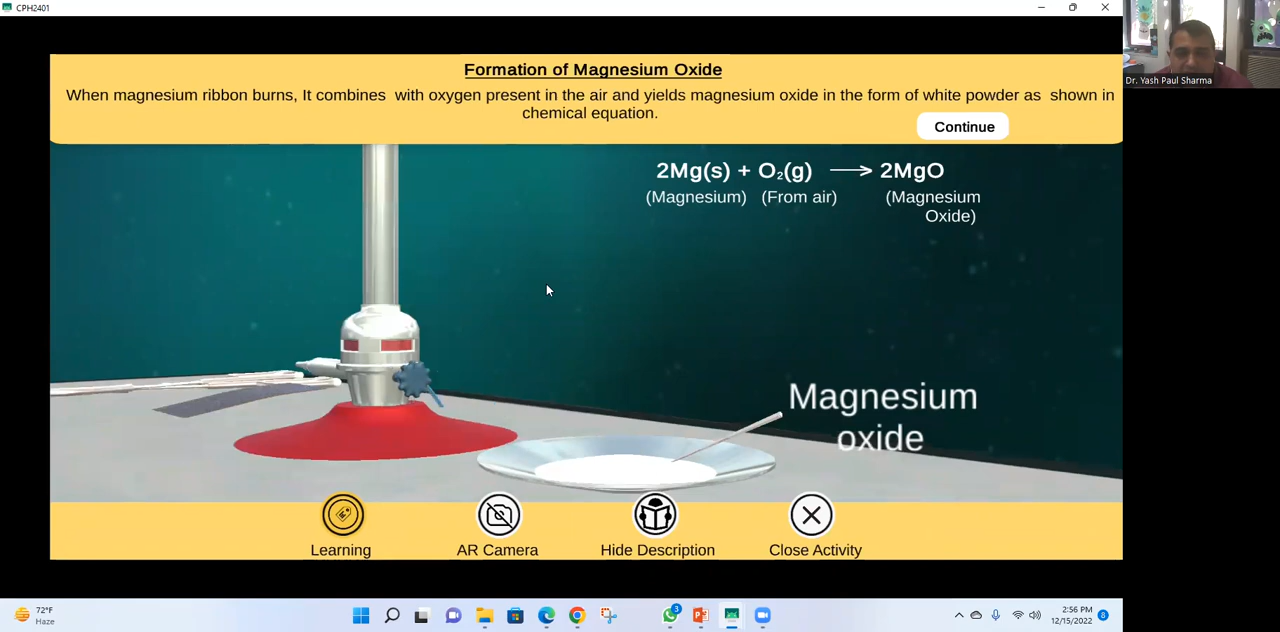 CPH2401
Dr. Yash Paul Sharma
Formation of Magnesium Oxide
When magnesium ribbon burns, It combines with oxygen present in the air and yields magnesium oxide in the form of white powder as shown in
chemical equation.
Continue
2Mg(s) + O₂(g) ⟶ 2MgO
(Magnesium) (From air) (Magnesium
Oxide)
Magnesium
oxide
Learning AR Camera Hide Description Close Activity
72°F
Haze
3
2:56 PM
12/15/2022
8